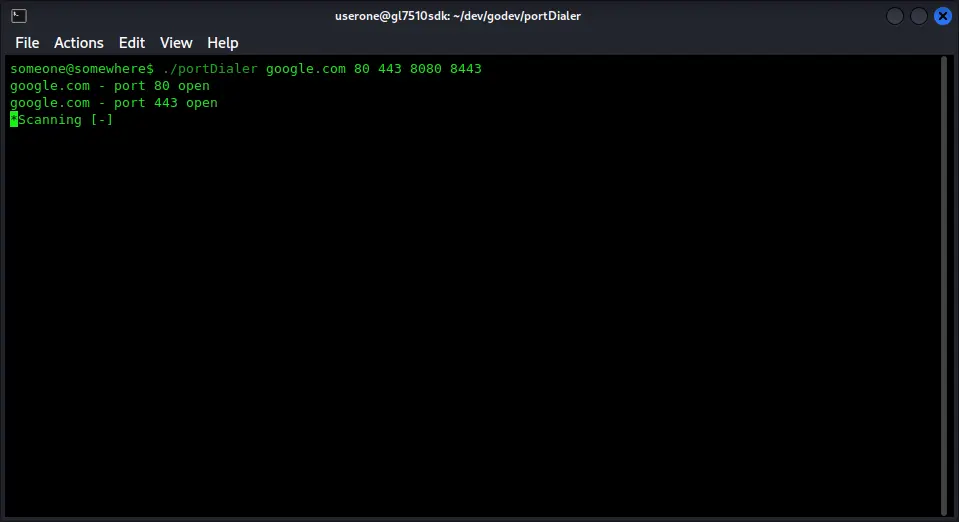 userone@gl7510sdk: ~/dev/godev/portDialer
File Actions Edit View Help
someone@somewhere$ ./portDialer google.com 80 443 8080 8443
google.com - port 80 open
google.com - port 443 open
*Scanning [-]